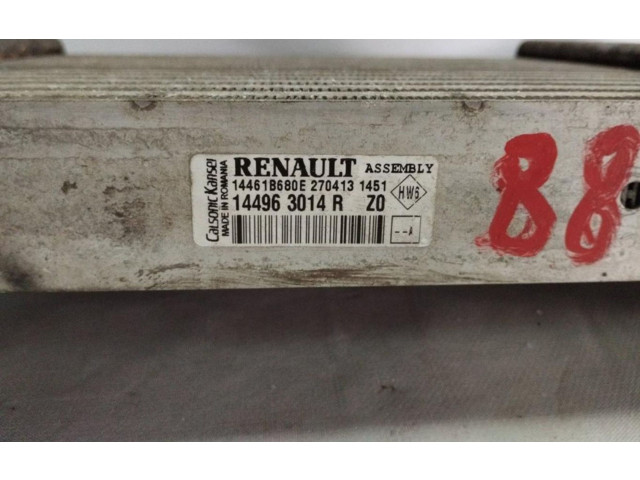 Calsonic Kansei
MADE IN ROMANIA
RENAULT ASSEMBLY
14461B680E 270413 1451
14496 3014 R Z0
HW6
--A
88